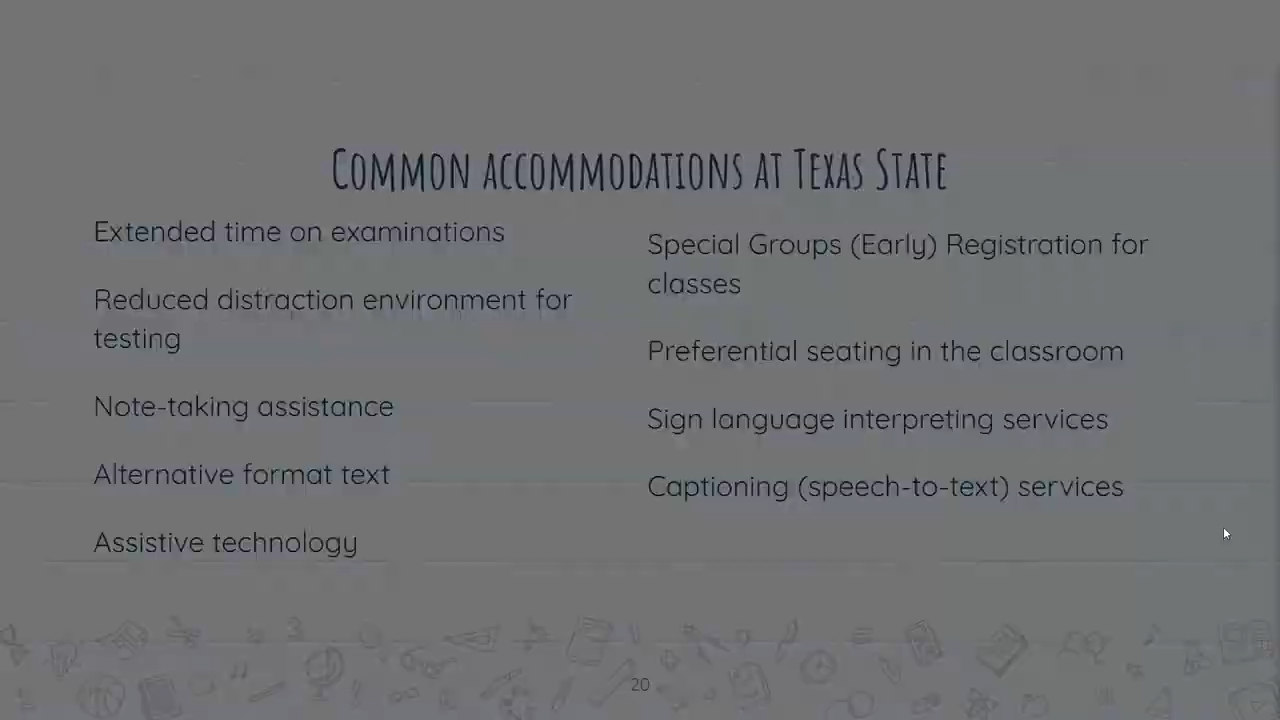 Common accommodations at Texas State
Extended time on examinations
Reduced distraction environment for
testing
Note-taking assistance
Alternative format text
Assistive technology
Special Groups (Early) Registration for
classes
Preferential seating in the classroom
Sign language interpreting services
Captioning (speech-to-text) services
20